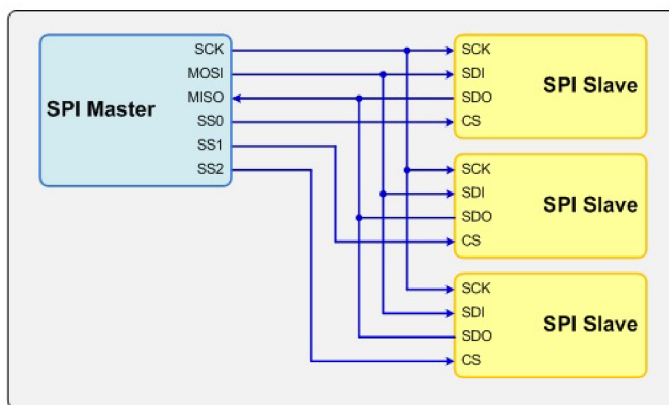 SCK
MOSI
MISO
SPI Master
SS0
SS1
SS2
SCK
SDI
SPI Slave
SDO
CS
SCK
SDI
SPI Slave
SDO
CS
SCK
SDI
SPI Slave
SDO
CS